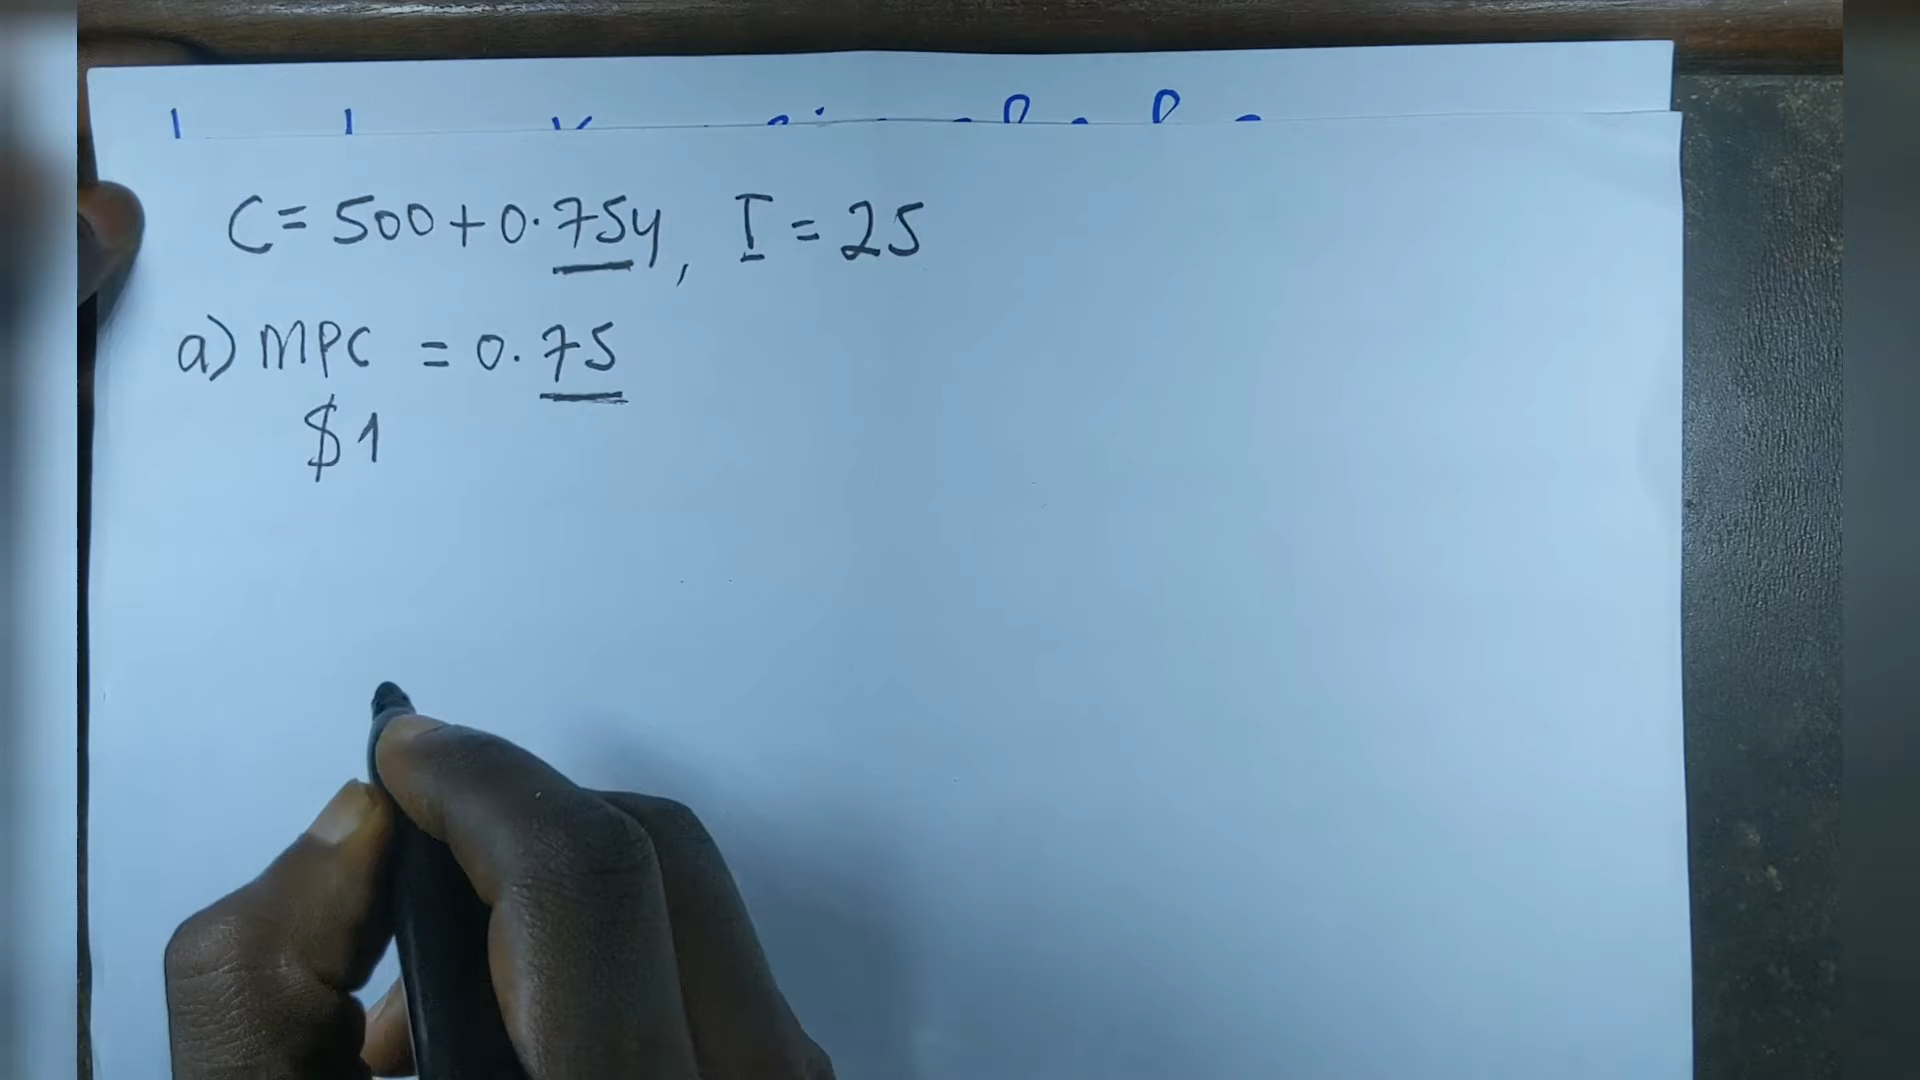 C = 500 + 0.75y, I = 25
a) MPC = 0.75
$1